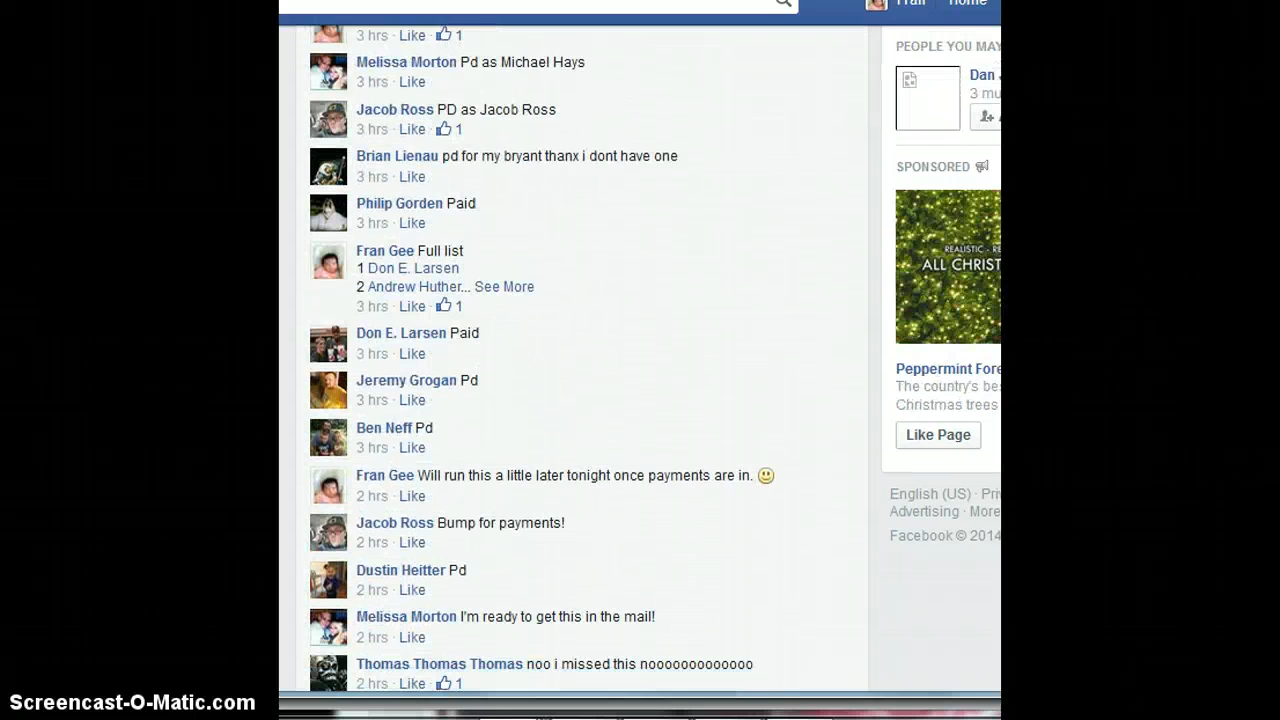 Fran
Home
3 hrs · Like · 1
Melissa Morton Pd as Michael Hays
3 hrs · Like
Jacob Ross PD as Jacob Ross
3 hrs · Like · 1
Brian Lienau pd for my bryant thanx i dont have one
3 hrs · Like
Philip Gorden Paid
3 hrs · Like
Fran Gee Full list
1 Don E. Larsen
2 Andrew Huther... See More
3 hrs · Like · 1
Don E. Larsen Paid
3 hrs · Like
Jeremy Grogan Pd
3 hrs · Like
Ben Neff Pd
3 hrs · Like
Fran Gee Will run this a little later tonight once payments are in.
2 hrs · Like
Jacob Ross Bump for payments!
2 hrs · Like
Dustin Heitter Pd
2 hrs · Like
Melissa Morton I'm ready to get this in the mail!
2 hrs · Like
Thomas Thomas Thomas noo i missed this nooooooooooooo
2 hrs · Like · 1
PEOPLE YOU MAY
Dan
3 mu
SPONSORED
REALISTIC - RE
ALL CHRIST
Peppermint Fore
The country's bes
Christmas trees
Like Page
English (US) · Pri
Advertising · More
Facebook © 2014
Screencast-O-Matic.com